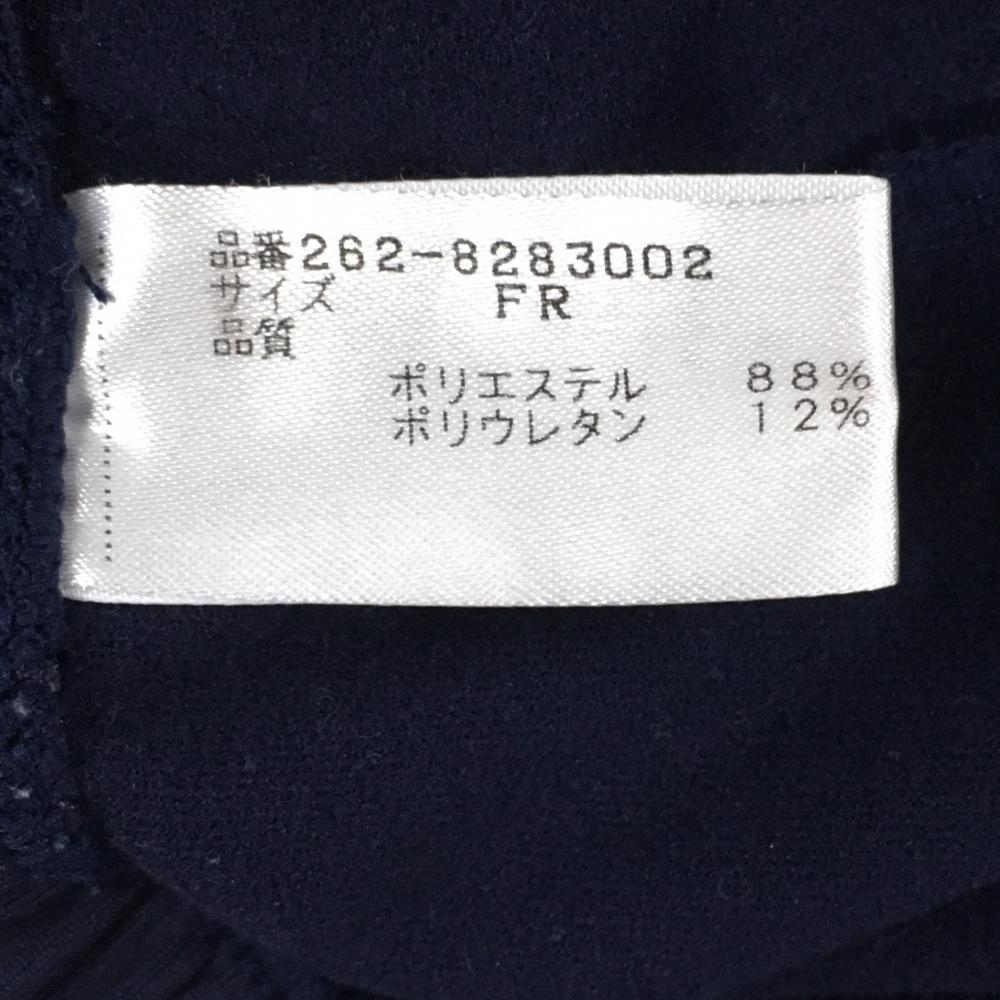 品番262-8283002
サイズ FR
品質
ポリエステル 88%
ポリウレタン 12%